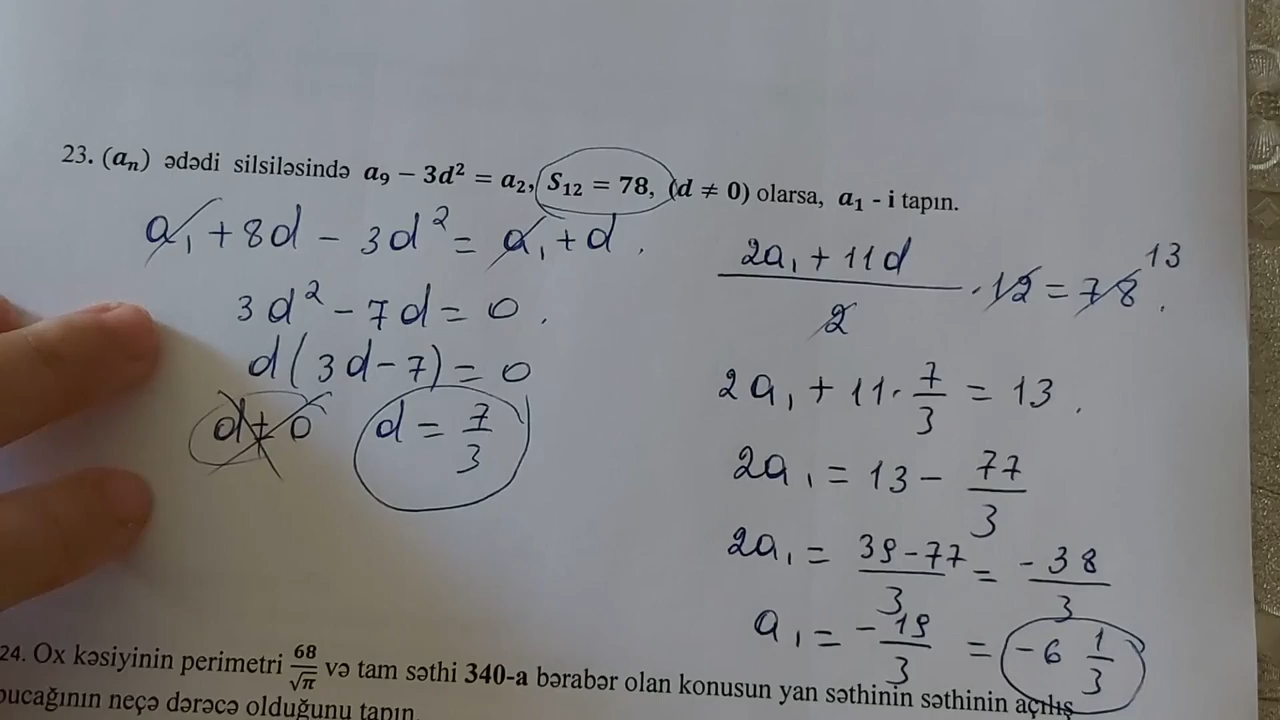 23. (aₙ) ədədi silsiləsində a₉ − 3d² = a₂, S₁₂ = 78, (d ≠ 0) olarsa, a₁ - i tapın.
a₁ + 8d − 3d² = a₁ + d.
3d² − 7d = 0.
d(3d − 7) = 0
d ≠ 0 d = 7/3
(2a₁ + 11d)/2 · 12 = 78. 13
2a₁ + 11 · 7/3 = 13.
2a₁ = 13 − 77/3
2a₁ = (39 − 77)/3 = −38/3
a₁ = −19/3 = −6 1/3
24. Ox kəsiyinin perimetri 68/√π və tam səthi 340-a bərabər olan konusun yan səthinin səthinin açılış
bucağının neçə dərəcə olduğunu tapın.